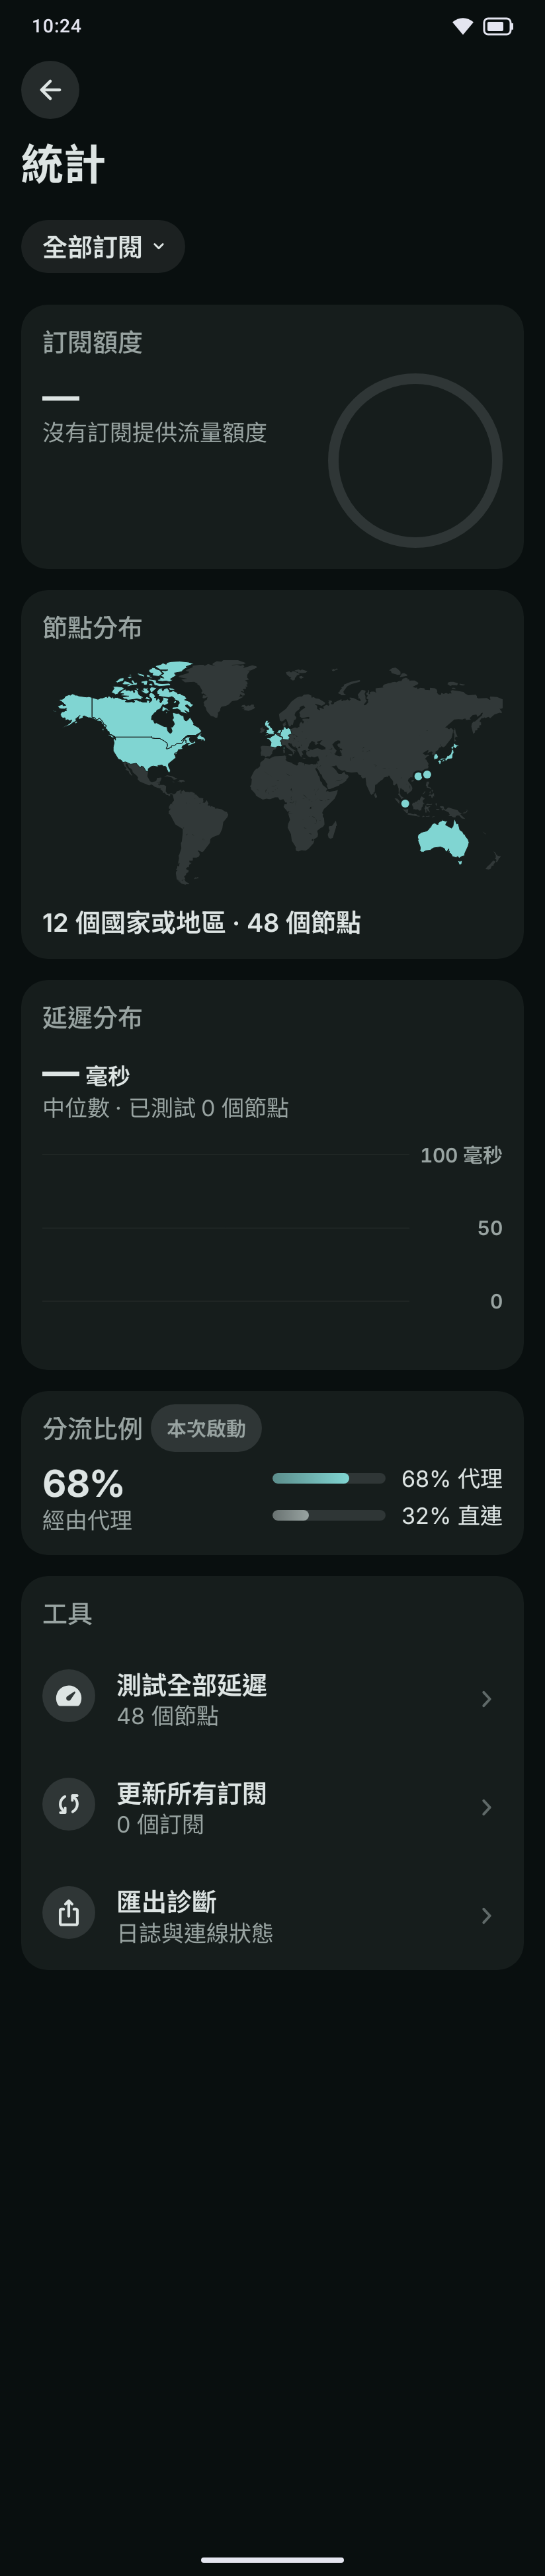 10:24
統計
全部訂閱
訂閱額度
—
沒有訂閱提供流量額度
節點分布
12 個國家或地區 · 48 個節點
延遲分布
— 毫秒
中位數 · 已測試 0 個節點
100 毫秒
50
0
分流比例 本次啟動
68%
經由代理
68% 代理
32% 直連
工具
測試全部延遲
48 個節點
更新所有訂閱
0 個訂閱
匯出診斷
日誌與連線狀態